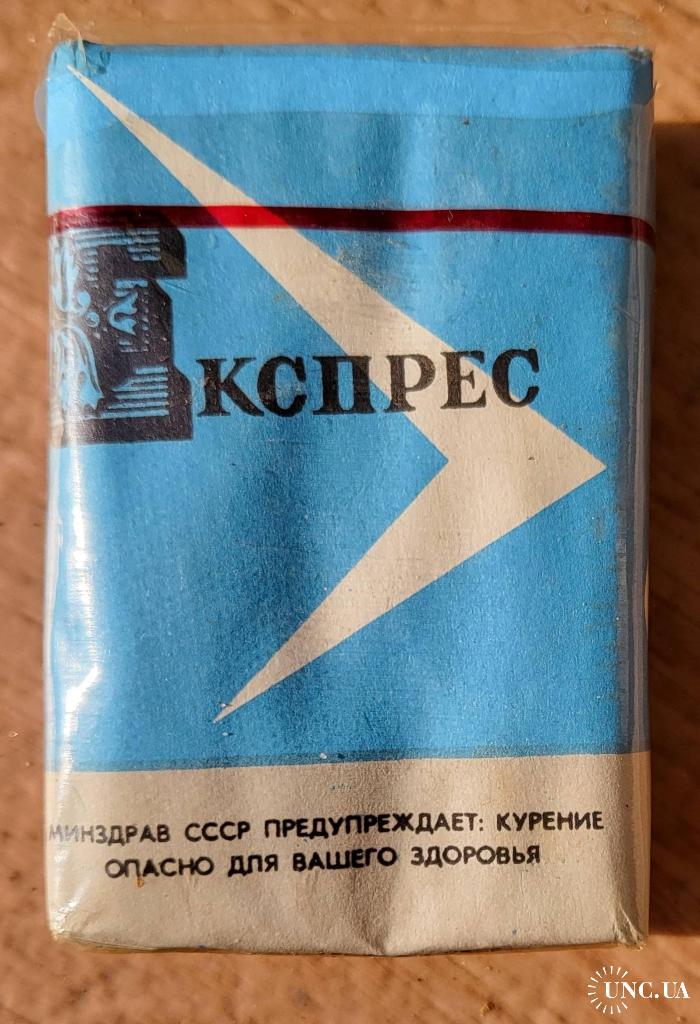 ЕКСПРЕС
МИНЗДРАВ СССР ПРЕДУПРЕЖДАЕТ: КУРЕНИЕ
ОПАСНО ДЛЯ ВАШЕГО ЗДОРОВЬЯ
UNC.UA